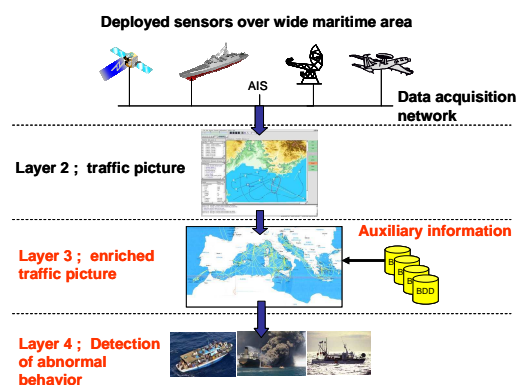 Deployed sensors over wide maritime area
AIS
Data acquisition
network
Layer 2 ; traffic picture
Auxiliary information
Layer 3 ; enriched
traffic picture
BDD
Layer 4 ; Detection
of abnormal
behavior